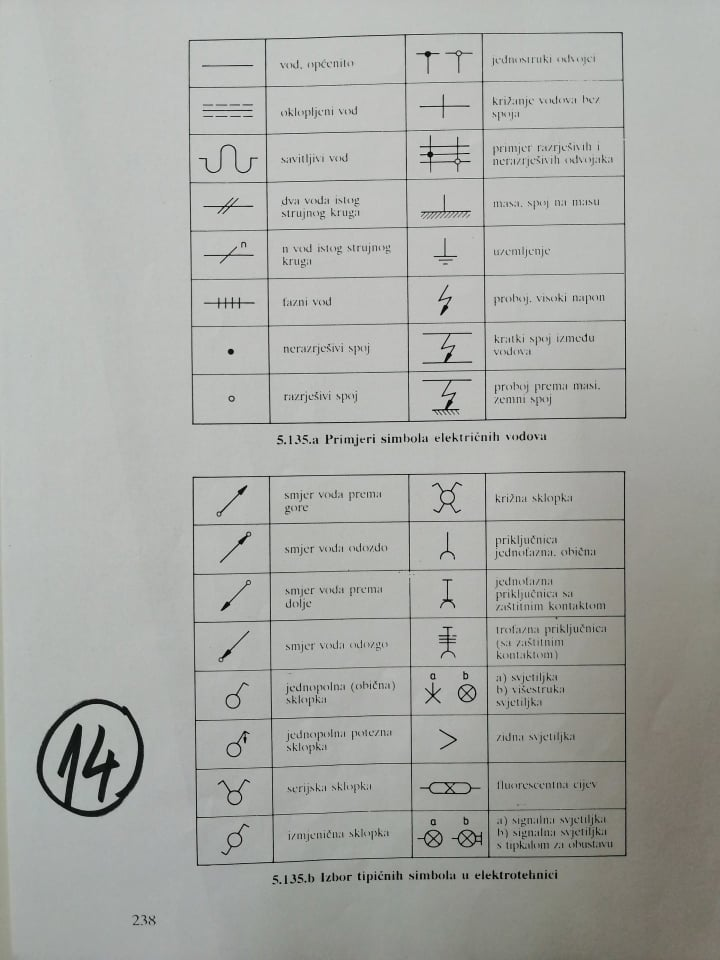 vod, općenito
jednostruki odvojci
oklopljeni vod
križanje vodova bez
spoja
savitljivi vod
primjer razrješivih i
nerazrješivih odvojaka
dva voda istog
strujnog kruga
masa, spoj na masu
n
n vod istog strujnog
kruga
uzemljenje
fazni vod
proboj, visoki napon
nerazrješivi spoj
kratki spoj između
vodova
razrješivi spoj
proboj prema masi,
zemni spoj
5.135.a Primjeri simbola električnih vodova
smjer voda prema
gore
križna sklopka
smjer voda odozdo
priključnica
jednofazna, obična
smjer voda prema
dolje
jednofazna
priključnica sa
zaštitnim kontaktom
smjer voda odozgo
trofazna priključnica
(sa zaštitnim
kontaktom)
jednopolna (obična)
sklopka
a b
a) svjetiljka
b) višestruka
svjetiljka
jednopolna potezna
sklopka
zidna svjetiljka
serijska sklopka
fluorescentna cijev
izmjenična sklopka
a b
a) signalna svjetiljka
b) signalna svjetiljka
s tipkalom za obustavu
5.135.b Izbor tipičnih simbola u elektrotehnici
14
238